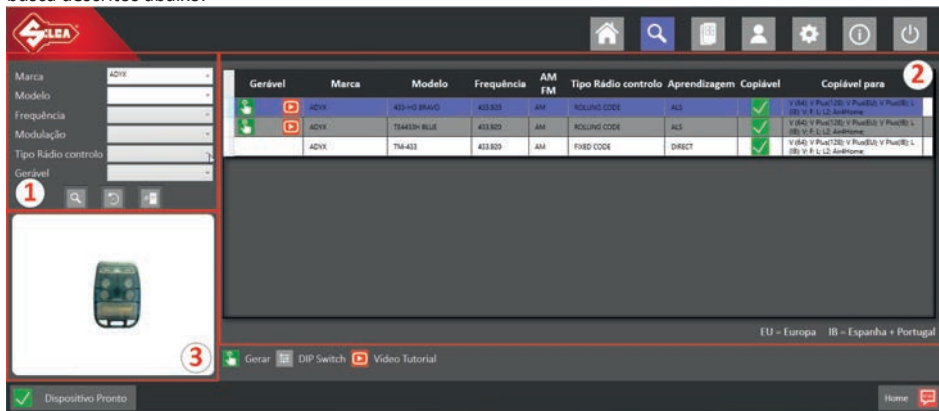 busca descritos abaixo:
SILCA
Marca ADYX
Modelo
Frequência
Modulação
Tipo Rádio controlo
Gerável
1
Gerável Marca Modelo Frequência AM FM Tipo Rádio controlo Aprendizagem Copiável Copiável para
2
ADYX 433-HG BRAVO 433.920 AM ROLLING CODE ALS
ADYX TE4433H BLUE 433.920 AM ROLLING CODE ALS
ADYX TM-433 433.920 AM FIXED CODE DIRECT
EU = Europa IB = Espanha + Portugal
3
Gerar DIP Switch Video Tutorial
Dispositivo Pronto
Home